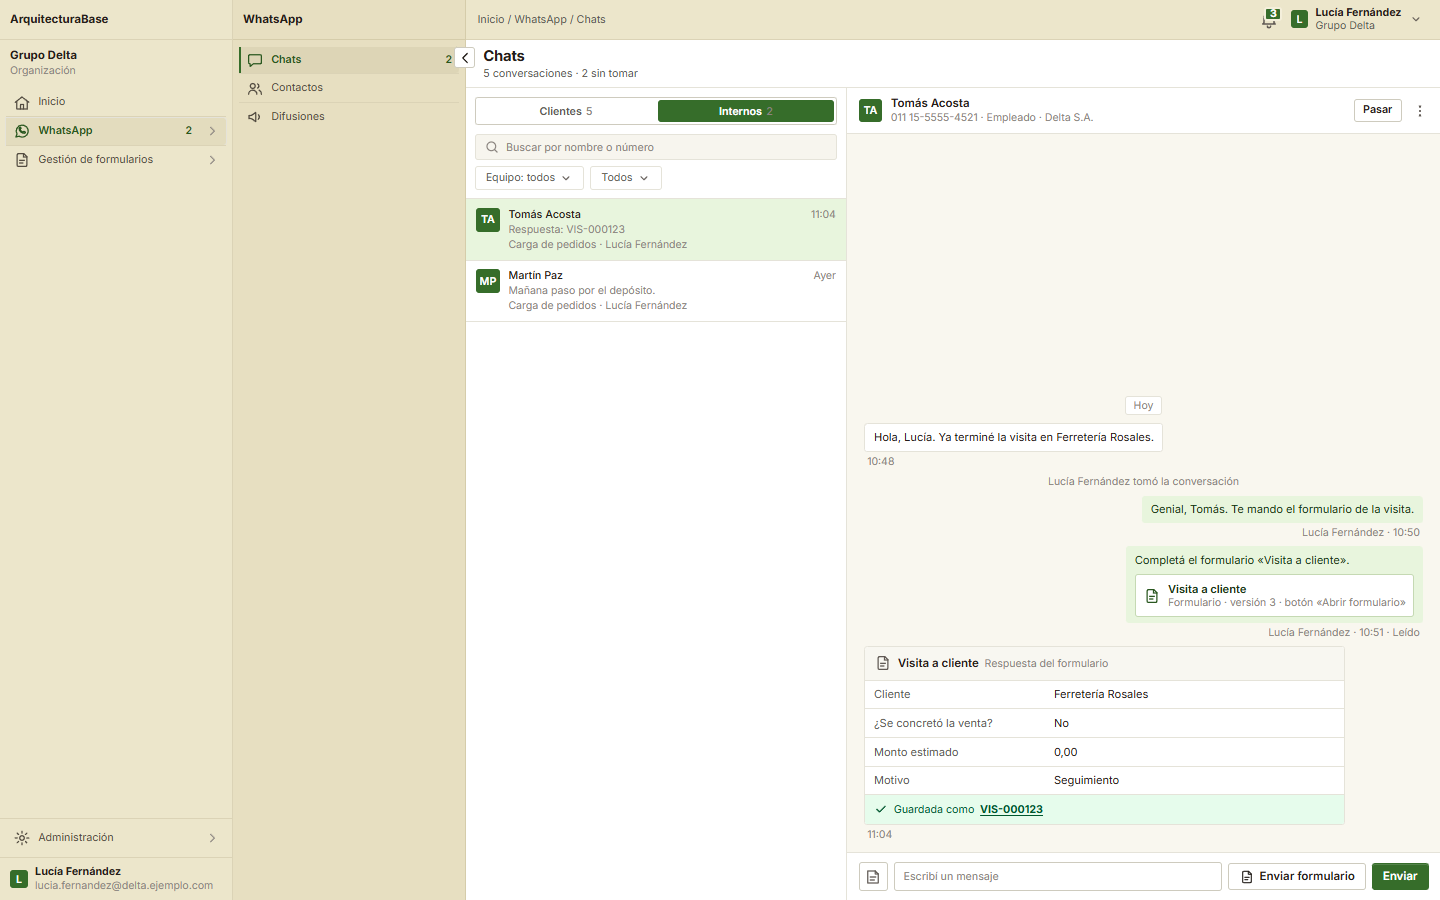 ArquitecturaBase
Grupo Delta
Organización
Inicio
WhatsApp 2
Gestión de formularios
Administración
L
Lucía Fernández
lucia.fernandez@delta.ejemplo.com
WhatsApp
Chats 2
Contactos
Difusiones
Inicio / WhatsApp / Chats
3
L
Lucía Fernández
Grupo Delta
Chats
5 conversaciones · 2 sin tomar
Clientes 5
Internos 2
Buscar por nombre o número
Equipo: todos
Todos
TA
Tomás Acosta 11:04
Respuesta: VIS-000123
Carga de pedidos · Lucía Fernández
MP
Martín Paz Ayer
Mañana paso por el depósito.
Carga de pedidos · Lucía Fernández
TA
Tomás Acosta
011 15-5555-4521 · Empleado · Delta S.A.
Pasar
Hoy
Hola, Lucía. Ya terminé la visita en Ferretería Rosales.
10:48
Lucía Fernández tomó la conversación
Genial, Tomás. Te mando el formulario de la visita.
Lucía Fernández · 10:50
Completá el formulario «Visita a cliente».
Visita a cliente
Formulario · versión 3 · botón «Abrir formulario»
Lucía Fernández · 10:51 · Leído
Visita a cliente Respuesta del formulario
Cliente Ferretería Rosales
¿Se concretó la venta? No
Monto estimado 0,00
Motivo Seguimiento
Guardada como VIS-000123
11:04
Escribí un mensaje
Enviar formulario
Enviar